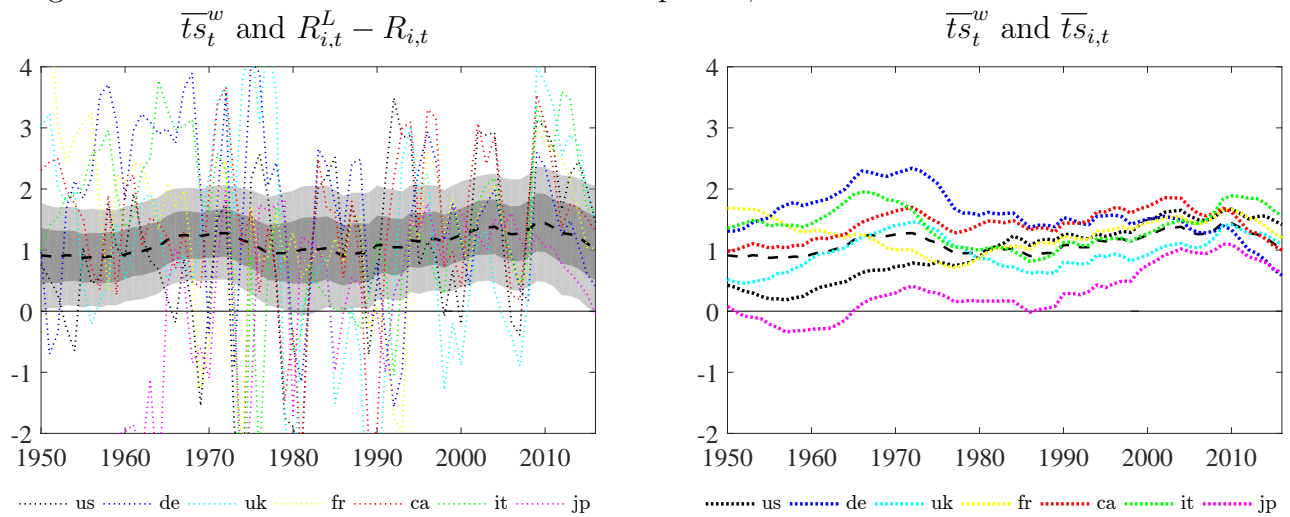 $\overline{ts}_t^w$ and $R_{i,t}^L - R_{i,t}$
4
3
2
1
0
-1
-2
1950 1960 1970 1980 1990 2000 2010
us de uk fr ca it jp
$\overline{ts}_t^w$ and $\overline{ts}_{i,t}$
4
3
2
1
0
-1
-2
1950 1960 1970 1980 1990 2000 2010
us de uk fr ca it jp